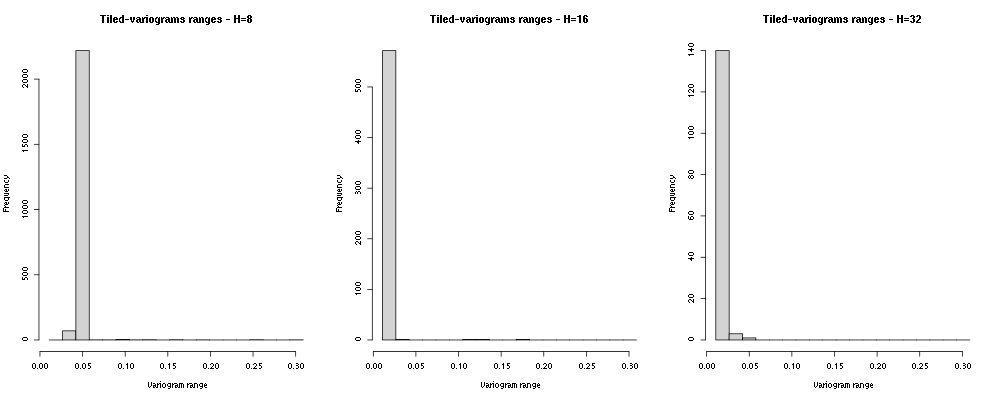 Tiled-variograms ranges - H=8
Frequency
2000
1500
1000
500
0
0.00 0.05 0.10 0.15 0.20 0.25 0.30
Variogram range
Tiled-variograms ranges - H=16
Frequency
500
400
300
200
100
0
0.00 0.05 0.10 0.15 0.20 0.25 0.30
Variogram range
Tiled-variograms ranges - H=32
Frequency
140
120
100
80
60
40
20
0
0.00 0.05 0.10 0.15 0.20 0.25 0.30
Variogram range